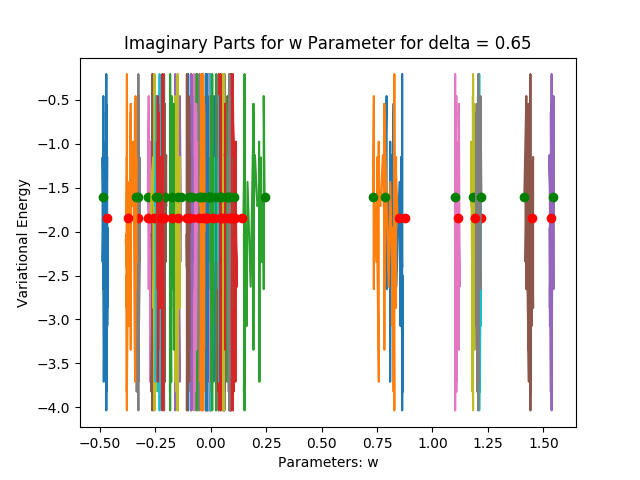 Imaginary Parts for w Parameter for delta = 0.65
Variational Energy
−0.5
−1.0
−1.5
−2.0
−2.5
−3.0
−3.5
−4.0
−0.50 −0.25 0.00 0.25 0.50 0.75 1.00 1.25 1.50
Parameters: w